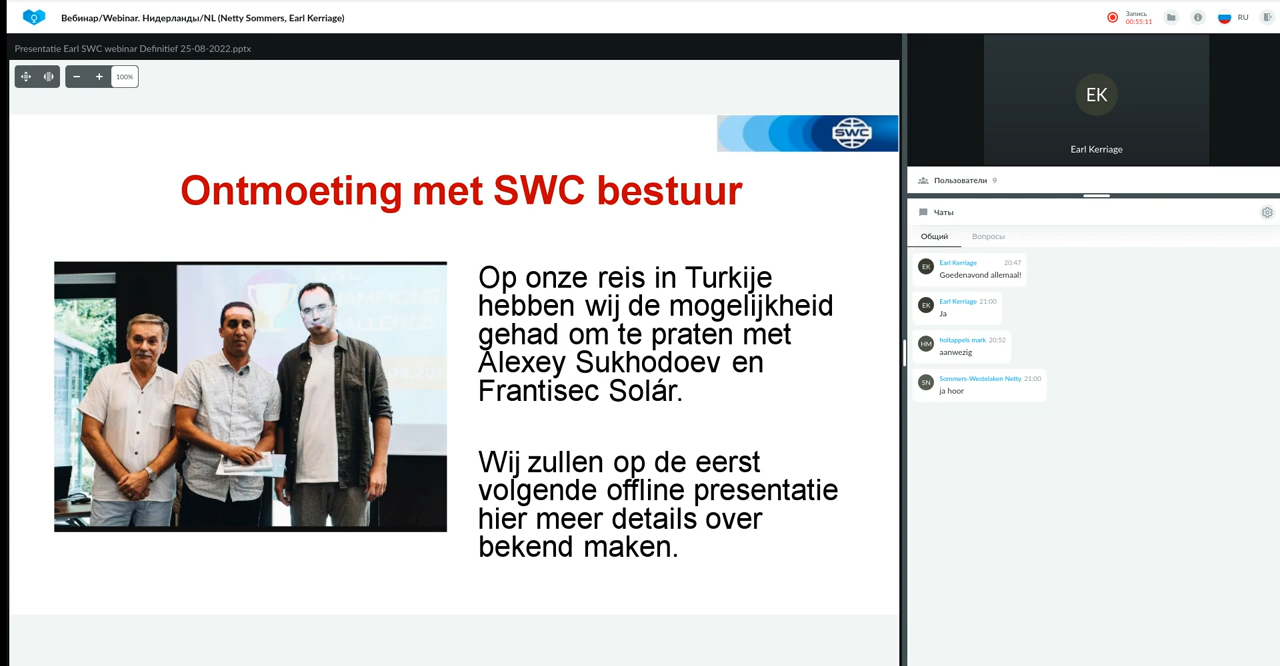 Вебинар/Webinar. Нидерланды/NL (Netty Sommers, Earl Kerriage)
Запись
00:55:11
RU
Presentatie Earl SWC webinar Definitief 25-08-2022.pptx
100%
SWC
Ontmoeting met SWC bestuur
Op onze reis in Turkije
hebben wij de mogelijkheid
gehad om te praten met
Alexey Sukhodoev en
Frantisec Solár.
Wij zullen op de eerst
volgende offline presentatie
hier meer details over
bekend maken.
EK
Earl Kerriage
Пользователи 9
Чаты
Общий Вопросы
EK Earl Kerriage 20:47
Goedenavond allemaal!
EK Earl Kerriage 21:00
Ja
HM holtappels mark 20:52
aanwezig
SN Sommers-Westelaken Netty 21:00
ja hoor